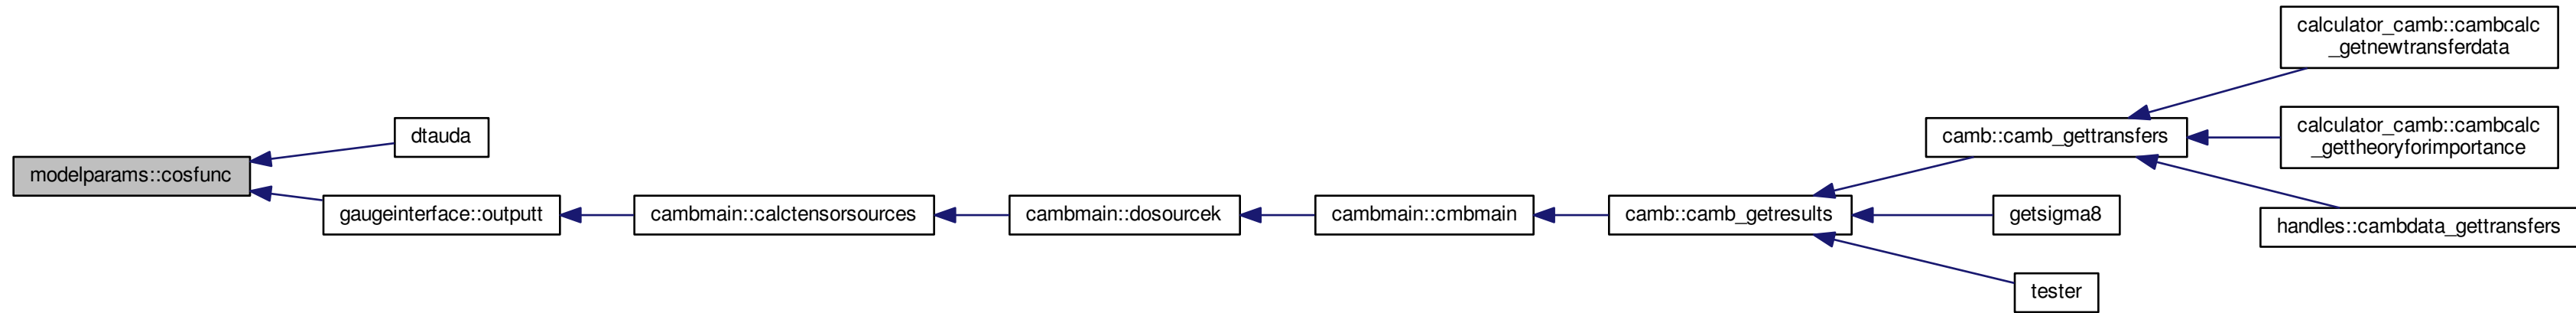 modelparams::cosfunc
dtauda
gaugeinterface::outputt
cambmain::calctensorsources
cambmain::dosourcek
cambmain::cmbmain
camb::camb_getresults
camb::camb_gettransfers
getsigma8
tester
calculator_camb::cambcalc
_getnewtransferdata
calculator_camb::cambcalc
_gettheoryforimportance
handles::cambdata_gettransfers